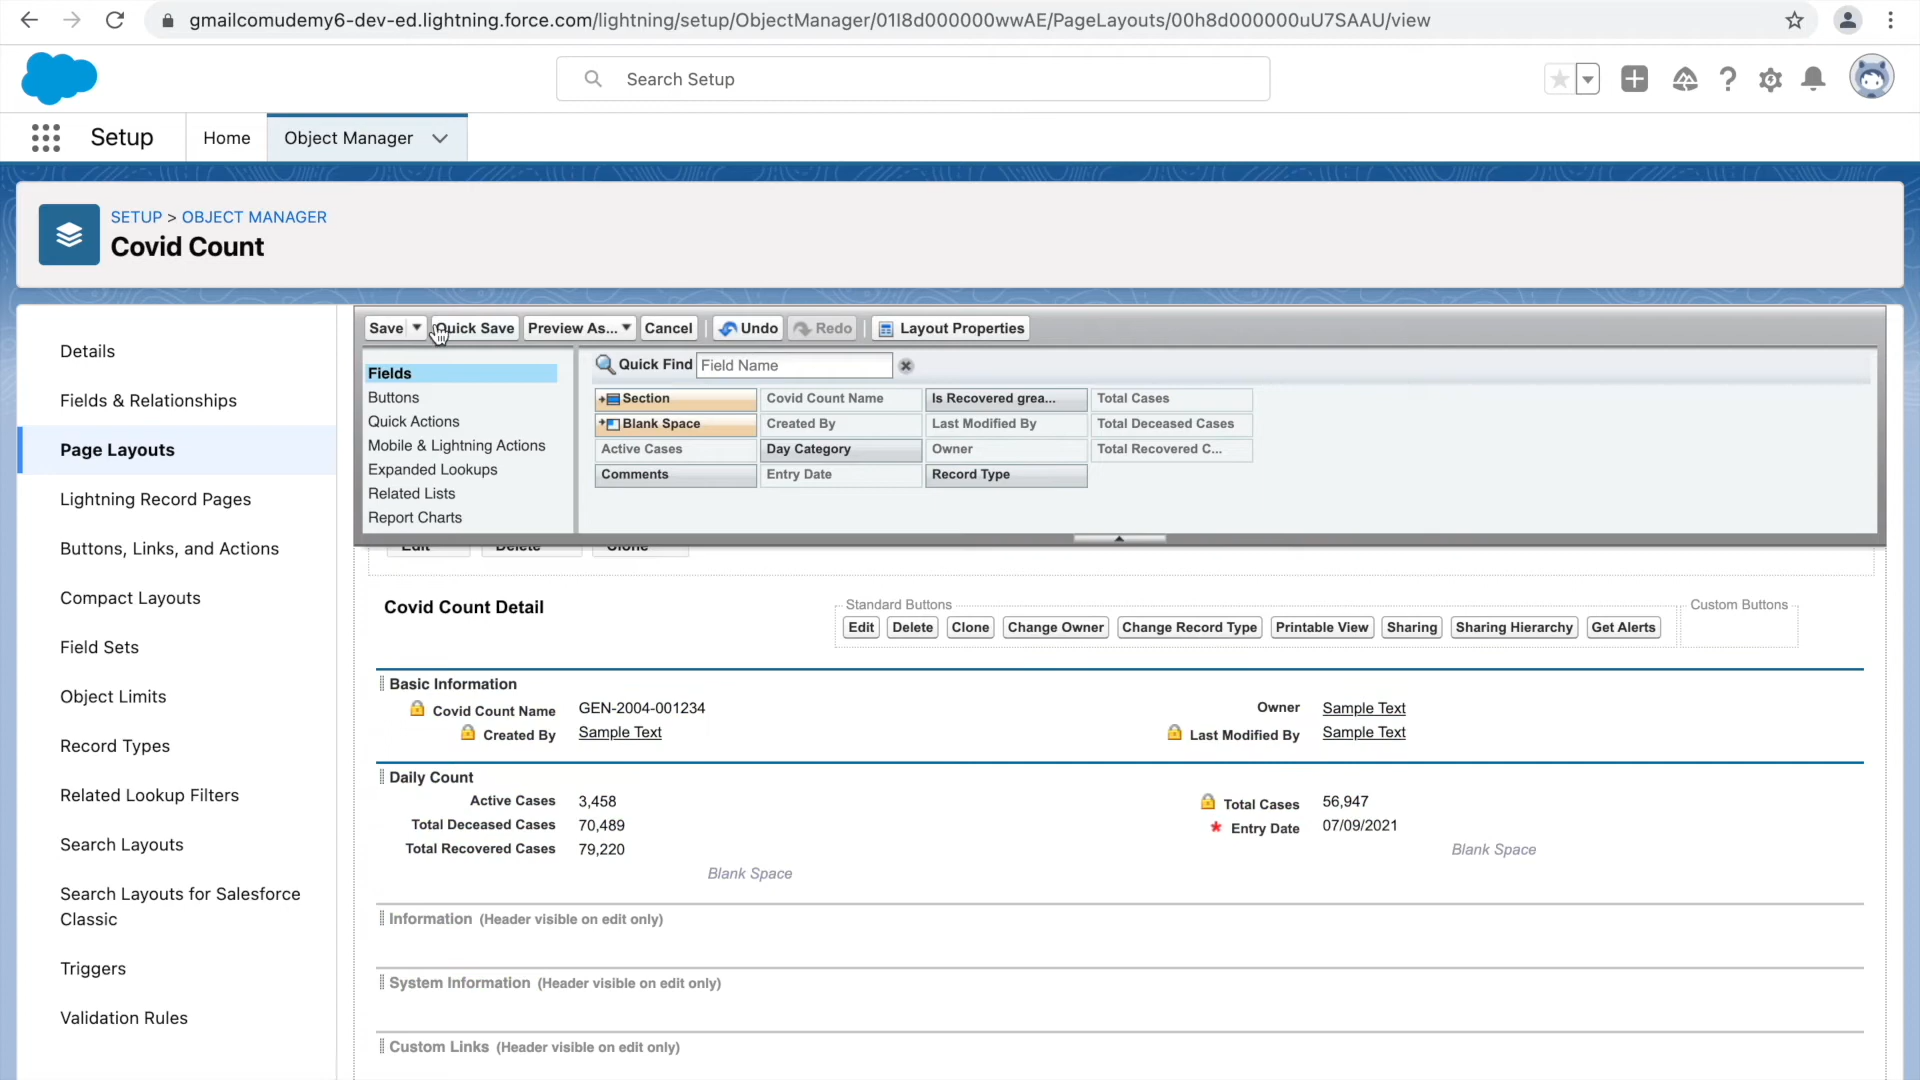 gmailcomudemy6-dev-ed.lightning.force.com/lightning/setup/ObjectManager/01I8d000000wwAE/PageLayouts/00h8d000000uU7SAAU/view
Search Setup
Setup
Home
Object Manager
SETUP > OBJECT MANAGER
Covid Count
Details
Fields & Relationships
Page Layouts
Lightning Record Pages
Buttons, Links, and Actions
Compact Layouts
Field Sets
Object Limits
Record Types
Related Lookup Filters
Search Layouts
Search Layouts for Salesforce
Classic
Triggers
Validation Rules
Save Quick Save Preview As... Cancel Undo Redo Layout Properties
Fields
Buttons
Quick Actions
Mobile & Lightning Actions
Expanded Lookups
Related Lists
Report Charts
Quick Find Field Name
Section Covid Count Name Is Recovered grea... Total Cases
Blank Space Created By Last Modified By Total Deceased Cases
Active Cases Day Category Owner Total Recovered C...
Comments Entry Date Record Type
Edit Delete Clone
Covid Count Detail
Standard Buttons
Custom Buttons
Edit Delete Clone Change Owner Change Record Type Printable View Sharing Sharing Hierarchy Get Alerts
Basic Information
Covid Count Name GEN-2004-001234 Owner Sample Text
Created By Sample Text Last Modified By Sample Text
Daily Count
Active Cases 3,458 Total Cases 56,947
Total Deceased Cases 70,489 * Entry Date 07/09/2021
Total Recovered Cases 79,220 Blank Space
Blank Space
Information (Header visible on edit only)
System Information (Header visible on edit only)
Custom Links (Header visible on edit only)